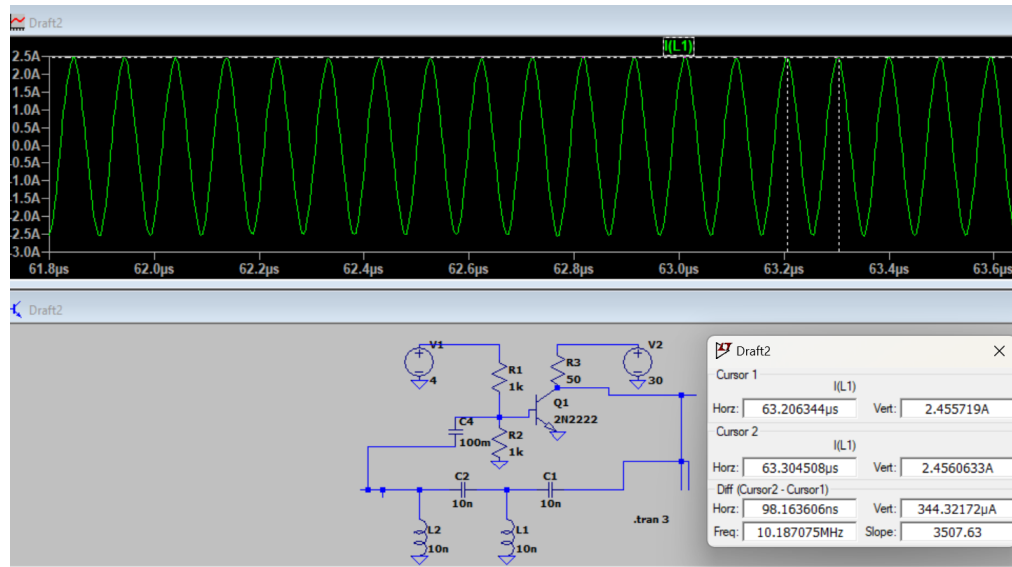 Draft2
I(L1)
2.5A
2.0A
1.5A
1.0A
0.5A
0.0A
-0.5A
-1.0A
-1.5A
-2.0A
-2.5A
-3.0A
61.8µs 62.0µs 62.2µs 62.4µs 62.6µs 62.8µs 63.0µs 63.2µs 63.4µs 63.6µs
Draft2
V1
4
R1
1k
R3
50
V2
30
Q1
2N2222
C4
100m
R2
1k
C2
10n
C1
10n
L2
10n
L1
10n
.tran 3
Draft2
Cursor 1
I(L1)
Horz: 63.206344µs Vert: 2.455719A
Cursor 2
I(L1)
Horz: 63.304508µs Vert: 2.4560633A
Diff (Cursor2 - Cursor1)
Horz: 98.163606ns Vert: 344.32172µA
Freq: 10.187075MHz Slope: 3507.63